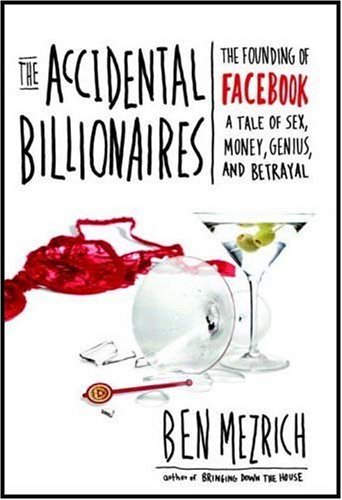 THE ACCIDENTAL
BILLIONAIRES
THE FOUNDING OF
FACEBOOK
A TALE OF SEX,
MONEY, GENIUS,
AND BETRAYAL
BEN MEZRICH
author of BRINGING DOWN THE HOUSE